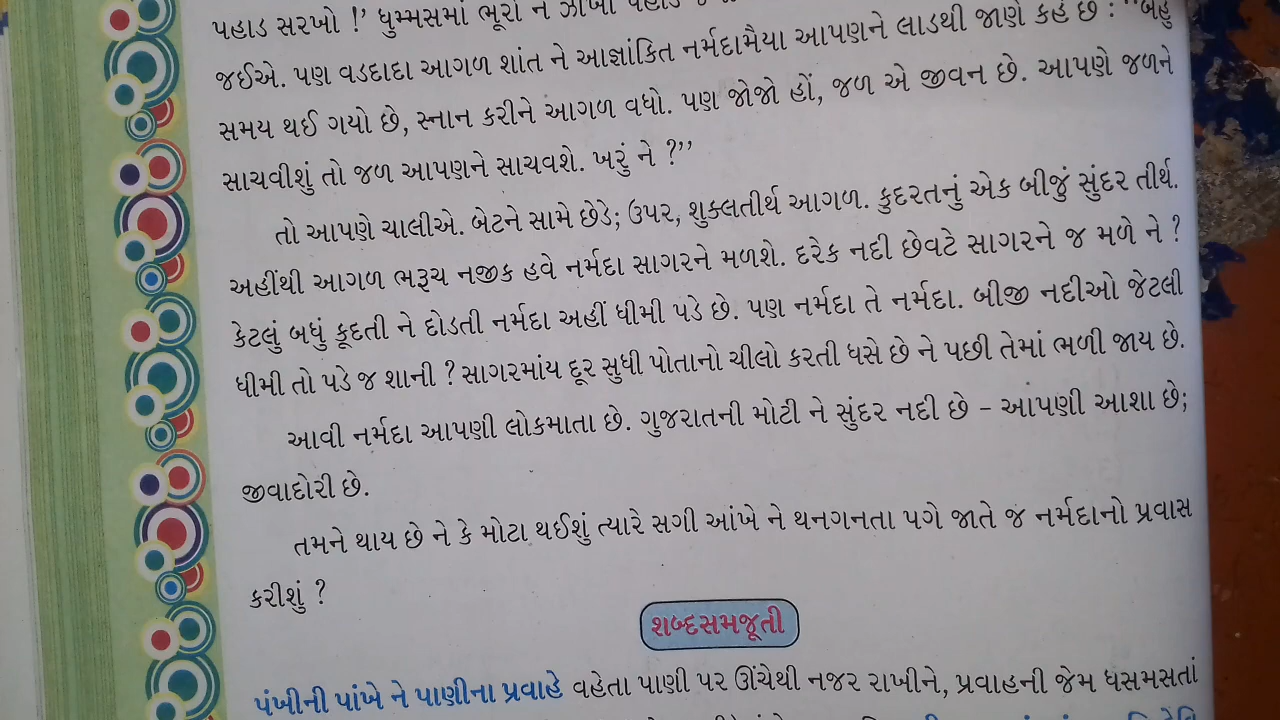 પહાડ સરખો !’ ધુમ્મસમાં ભૂરો ને ઝાંખો
જઈએ. પણ વડદાદા આગળ શાંત ને આજ્ઞાંકિત નર્મદામૈયા આપણને લાડથી જાણે કહે છે : “બહુ
સમય થઈ ગયો છે, સ્નાન કરીને આગળ વધો. પણ જોજો હોં, જળ એ જીવન છે. આપણે જળને
સાચવીશું તો જળ આપણને સાચવશે. ખરું ને ?”
તો આપણે ચાલીએ. બેટને સામે છેડે; ઉપર, શુક્લતીર્થ આગળ. કુદરતનું એક બીજું સુંદર તીર્થ.
અહીંથી આગળ ભરૂચ નજીક હવે નર્મદા સાગરને મળશે. દરેક નદી છેવટે સાગરને જ મળે ને ?
કેટલું બધું કૂદતી ને દોડતી નર્મદા અહીં ધીમી પડે છે. પણ નર્મદા તે નર્મદા. બીજી નદીઓ જેટલી
ધીમી તો પડે જ શાની ? સાગરમાંય દૂર સુધી પોતાનો ચીલો કરતી ધસે છે ને પછી તેમાં ભળી જાય છે.
આવી નર્મદા આપણી લોકમાતા છે. ગુજરાતની મોટી ને સુંદર નદી છે – આપણી આશા છે;
જીવાદોરી છે.
તમને થાય છે ને કે મોટા થઈશું ત્યારે સગી આંખે ને થનગનતા પગે જાતે જ નર્મદાનો પ્રવાસ
કરીશું ?
શબ્દસમજૂતી
પંખીની પાંખે ને પાણીના પ્રવાહે વહેતા પાણી પર ઊંચેથી નજર રાખીને, પ્રવાહની જેમ ધસમસતાં